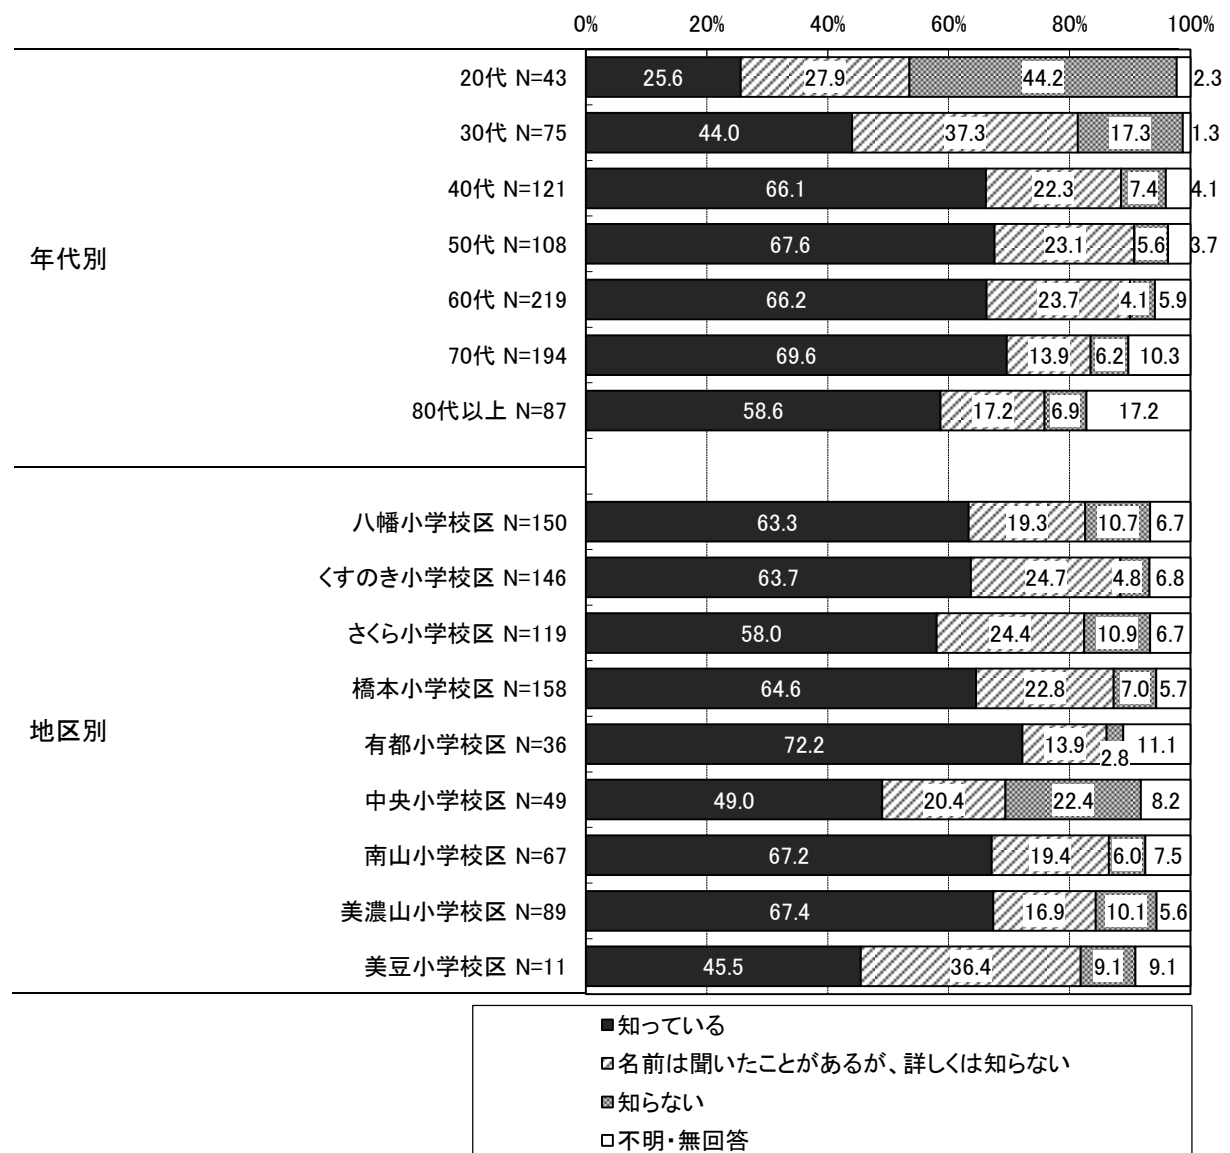 0% 20% 40% 60% 80% 100%
年代別
20代 N=43 25.6 27.9 44.2 2.3
30代 N=75 44.0 37.3 17.3 1.3
40代 N=121 66.1 22.3 7.4 4.1
50代 N=108 67.6 23.1 5.6 3.7
60代 N=219 66.2 23.7 4.1 5.9
70代 N=194 69.6 13.9 6.2 10.3
80代以上 N=87 58.6 17.2 6.9 17.2
地区別
八幡小学校区 N=150 63.3 19.3 10.7 6.7
くすのき小学校区 N=146 63.7 24.7 4.8 6.8
さくら小学校区 N=119 58.0 24.4 10.9 6.7
橋本小学校区 N=158 64.6 22.8 7.0 5.7
有都小学校区 N=36 72.2 13.9 2.8 11.1
中央小学校区 N=49 49.0 20.4 22.4 8.2
南山小学校区 N=67 67.2 19.4 6.0 7.5
美濃山小学校区 N=89 67.4 16.9 10.1 5.6
美豆小学校区 N=11 45.5 36.4 9.1 9.1
知っている
名前は聞いたことがあるが、詳しくは知らない
知らない
不明・無回答